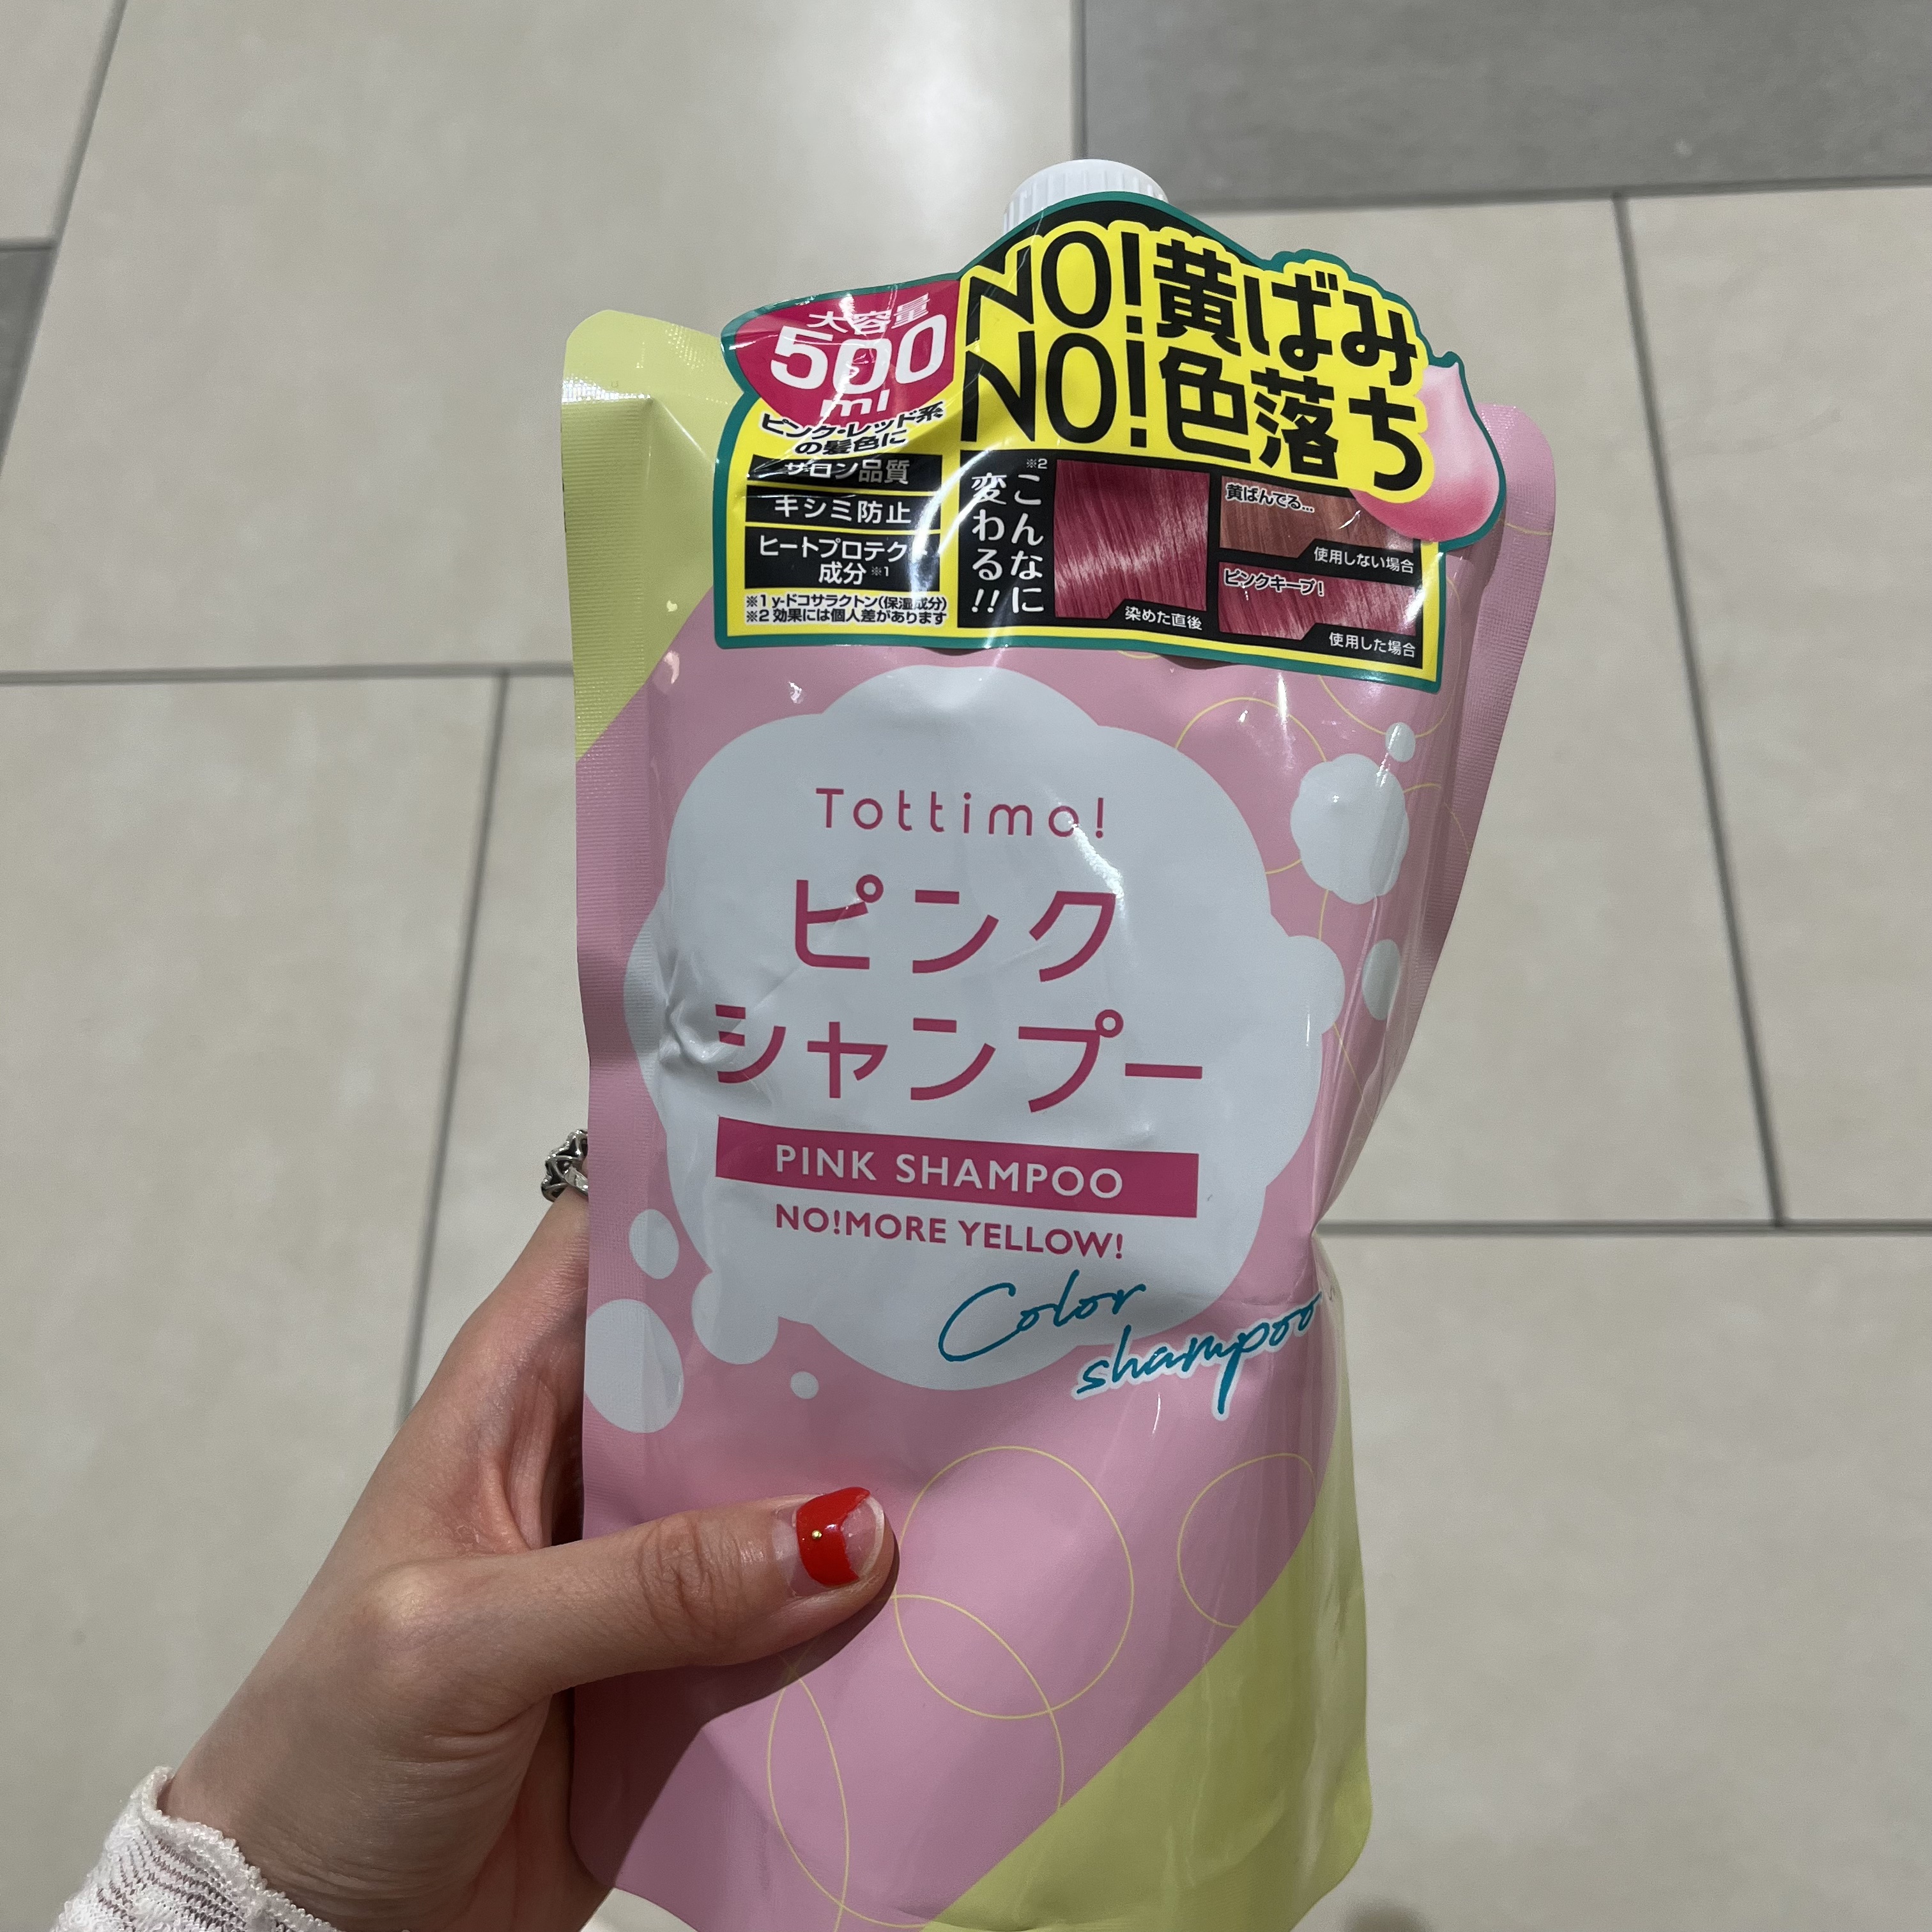 NO!黄ばみ
NO!色落ち
大容量
500
ml
ピンク・レッド系
の髪色に
サロン品質
キシミ防止
ヒートプロテクト
成分※1
※1 γ-ドコサラクトン(保湿成分)
※2 効果には個人差があります
※2
こんなに
変わる!!
染めた直後
黄ばんでる...
使用しない場合
ピンクキープ!
使用した場合
Tottimo!
ピンク
シャンプー
PINK SHAMPOO
NO!MORE YELLOW!
Color
shampoo